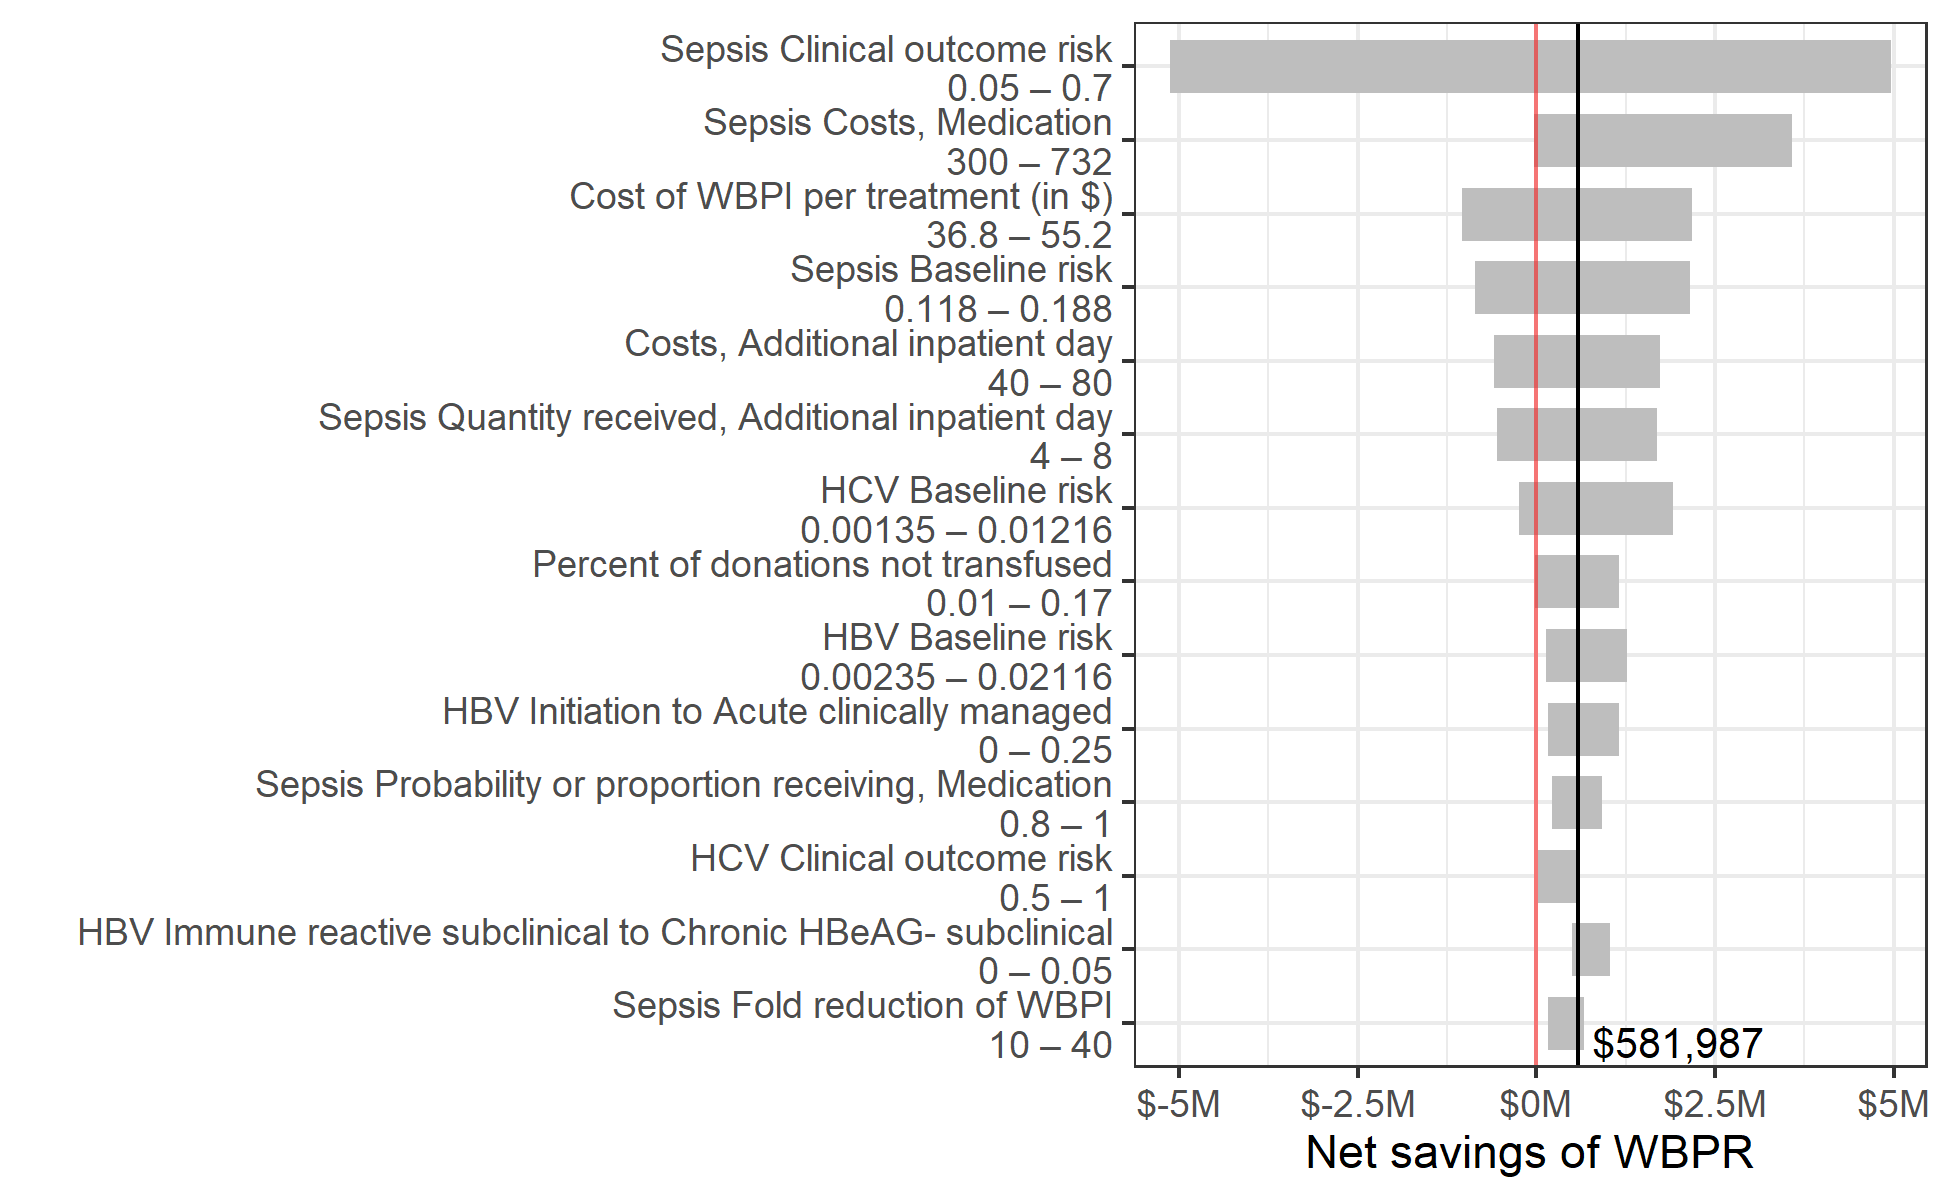 Sepsis Clinical outcome risk
0.05 – 0.7
Sepsis Costs, Medication
300 – 732
Cost of WBPI per treatment (in $)
36.8 – 55.2
Sepsis Baseline risk
0.118 – 0.188
Costs, Additional inpatient day
40 – 80
Sepsis Quantity received, Additional inpatient day
4 – 8
HCV Baseline risk
0.00135 – 0.01216
Percent of donations not transfused
0.01 – 0.17
HBV Baseline risk
0.00235 – 0.02116
HBV Initiation to Acute clinically managed
0 – 0.25
Sepsis Probability or proportion receiving, Medication
0.8 – 1
HCV Clinical outcome risk
0.5 – 1
HBV Immune reactive subclinical to Chronic HBeAG- subclinical
0 – 0.05
Sepsis Fold reduction of WBPI
10 – 40
$581,987
$-5M $-2.5M $0M $2.5M $5M
Net savings of WBPR